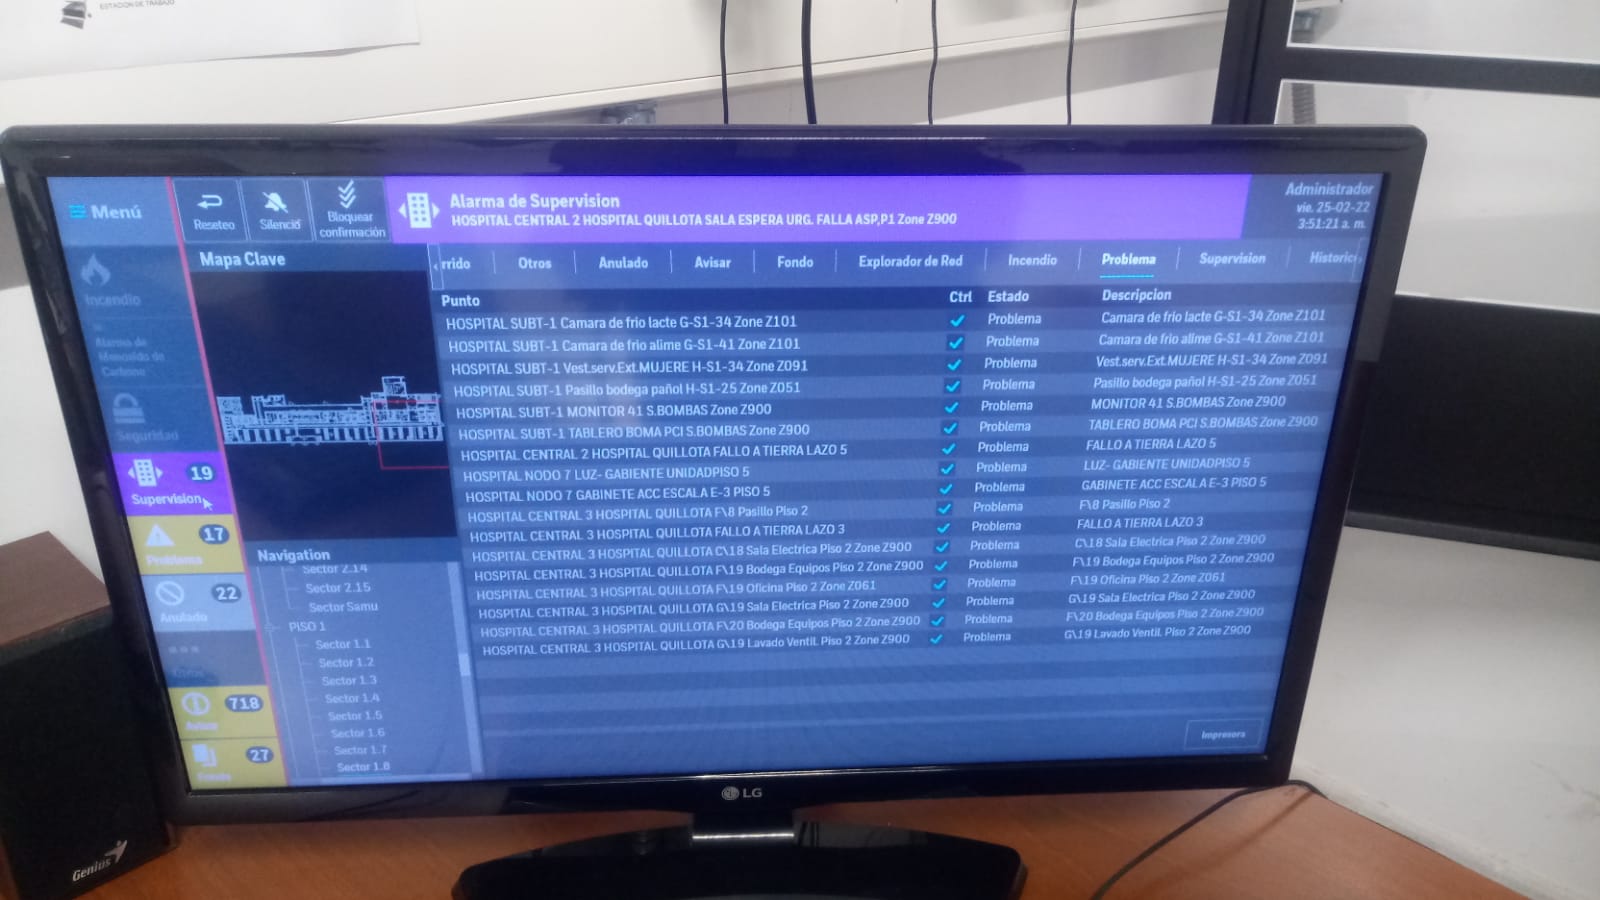 ESTACION DE TRABAJO
Menú
Reseteo
Silencio
Bloquear
confirmación
Alarma de Supervision
HOSPITAL CENTRAL 2 HOSPITAL QUILLOTA SALA ESPERA URG. FALLA ASP,P1 Zone Z900
Administrador
vie. 25-02-22
3:51:21 a. m.
Incendio
Alarma de
Monoxido de
Carbono
Seguridad
19
Supervision
17
Problema
22
Anulado
718
Aviso
27
Fondo
Mapa Clave
Navigation
Sector 2.14
Sector 2.15
Sector Samu
PISO 1
Sector 1.1
Sector 1.2
Sector 1.3
Sector 1.4
Sector 1.5
Sector 1.6
Sector 1.7
Sector 1.8
rrido Otros Anulado Avisar Fondo Explorador de Red Incendio Problema Supervision Historic
Punto Ctrl Estado Descripcion
HOSPITAL SUBT-1 Camara de frio lacte G-S1-34 Zone Z101 Problema Camara de frio lacte G-S1-34 Zone Z101
HOSPITAL SUBT-1 Camara de frio alime G-S1-41 Zone Z101 Problema Camara de frio alime G-S1-41 Zone Z101
HOSPITAL SUBT-1 Vest.serv.Ext.MUJERE H-S1-34 Zone Z091 Problema Vest.serv.Ext.MUJERE H-S1-34 Zone Z091
HOSPITAL SUBT-1 Pasillo bodega pañol H-S1-25 Zone Z051 Problema Pasillo bodega pañol H-S1-25 Zone Z051
HOSPITAL SUBT-1 MONITOR 41 S.BOMBAS Zone Z900 Problema MONITOR 41 S.BOMBAS Zone Z900
HOSPITAL SUBT-1 TABLERO BOMA PCI S.BOMBAS Zone Z900 Problema TABLERO BOMA PCI S.BOMBAS Zone Z900
HOSPITAL CENTRAL 2 HOSPITAL QUILLOTA FALLO A TIERRA LAZO 5 Problema FALLO A TIERRA LAZO 5
HOSPITAL NODO 7 LUZ- GABIENTE UNIDADPISO 5 Problema LUZ- GABIENTE UNIDADPISO 5
HOSPITAL NODO 7 GABINETE ACC ESCALA E-3 PISO 5 Problema GABINETE ACC ESCALA E-3 PISO 5
HOSPITAL CENTRAL 3 HOSPITAL QUILLOTA F\8 Pasillo Piso 2 Problema F\8 Pasillo Piso 2
HOSPITAL CENTRAL 3 HOSPITAL QUILLOTA FALLO A TIERRA LAZO 3 Problema FALLO A TIERRA LAZO 3
HOSPITAL CENTRAL 3 HOSPITAL QUILLOTA C\18 Sala Electrica Piso 2 Zone Z900 Problema C\18 Sala Electrica Piso 2 Zone Z900
HOSPITAL CENTRAL 3 HOSPITAL QUILLOTA F\19 Bodega Equipos Piso 2 Zone Z900 Problema F\19 Bodega Equipos Piso 2 Zone Z900
HOSPITAL CENTRAL 3 HOSPITAL QUILLOTA F\19 Oficina Piso 2 Zone Z061 Problema F\19 Oficina Piso 2 Zone Z061
HOSPITAL CENTRAL 3 HOSPITAL QUILLOTA G\19 Sala Electrica Piso 2 Zone Z900 Problema G\19 Sala Electrica Piso 2 Zone Z900
HOSPITAL CENTRAL 3 HOSPITAL QUILLOTA F\20 Bodega Equipos Piso 2 Zone Z900 Problema F\20 Bodega Equipos Piso 2 Zone Z900
HOSPITAL CENTRAL 3 HOSPITAL QUILLOTA G\19 Lavado Ventil. Piso 2 Zone Z900 Problema G\19 Lavado Ventil. Piso 2 Zone Z900
Impresora
LG
Genius